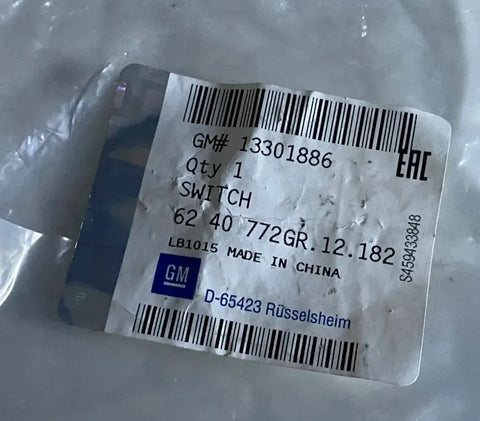 GM# 13301886
EAC
Qty 1
SWITCH
62 40 772GR.12.182
LB1015 MADE IN CHINA
S459433848
GM
D-65423 Rüsselsheim